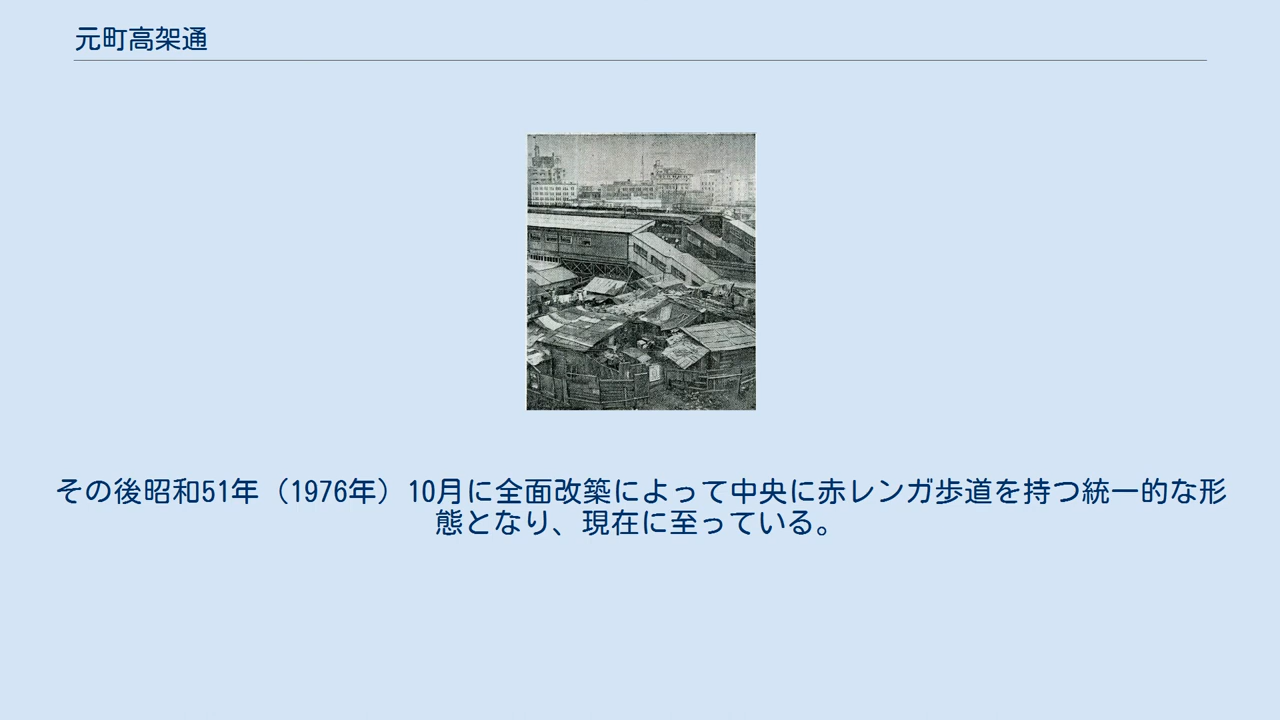 元町高架通
その後昭和51年（1976年）10月に全面改築によって中央に赤レンガ歩道を持つ統一的な形
態となり、現在に至っている。